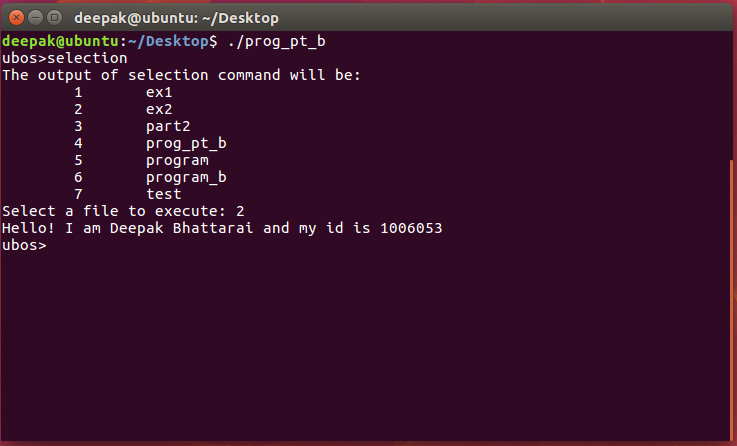 deepak@ubuntu: ~/Desktop
deepak@ubuntu:~/Desktop$ ./prog_pt_b
ubos>selection
The output of selection command will be:
1 ex1
2 ex2
3 part2
4 prog_pt_b
5 program
6 program_b
7 test
Select a file to execute: 2
Hello! I am Deepak Bhattarai and my id is 1006053
ubos>